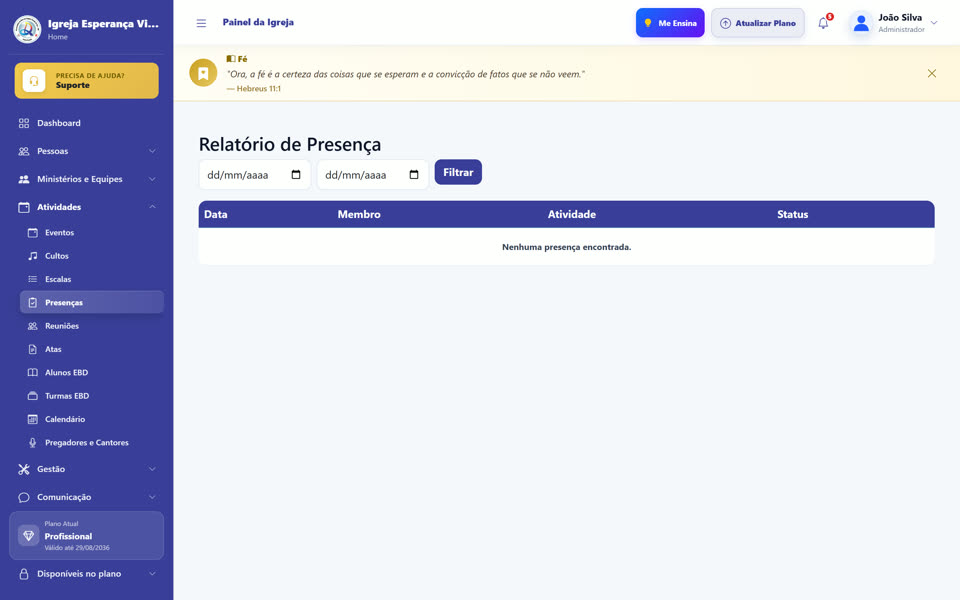 Igreja Esperança Vi...
Home
PRECISA DE AJUDA?
Suporte
Dashboard
Pessoas
Ministérios e Equipes
Atividades
Eventos
Cultos
Escalas
Presenças
Reuniões
Atas
Alunos EBD
Turmas EBD
Calendário
Pregadores e Cantores
Gestão
Comunicação
Plano Atual
Profissional
Válido até 29/08/2036
Disponíveis no plano
Painel da Igreja
Me Ensina
Atualizar Plano
João Silva
Administrador
Fé
"Ora, a fé é a certeza das coisas que se esperam e a convicção de fatos que se não veem."
— Hebreus 11:1
Relatório de Presença
dd/mm/aaaa dd/mm/aaaa Filtrar
Data Membro Atividade Status
Nenhuma presença encontrada.